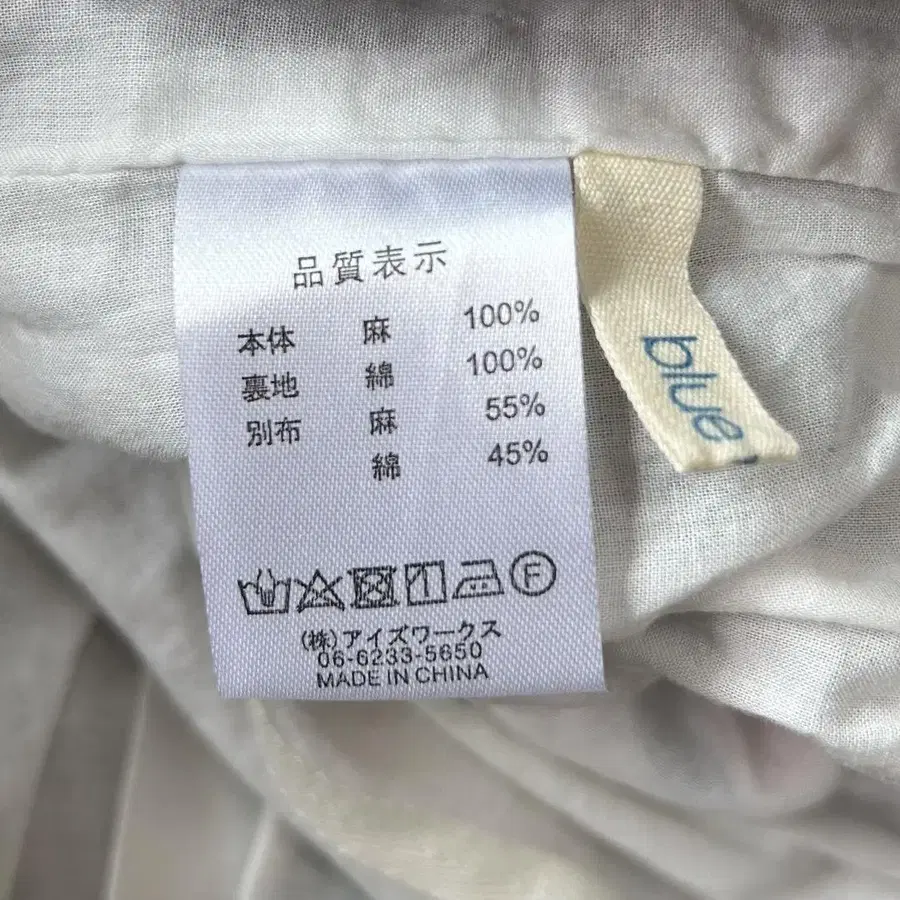 品質表示
本体 麻 100%
裏地 綿 100%
別布 麻 55%
綿 45%
F
(株)アイズワークス
06-6233-5650
MADE IN CHINA
blue